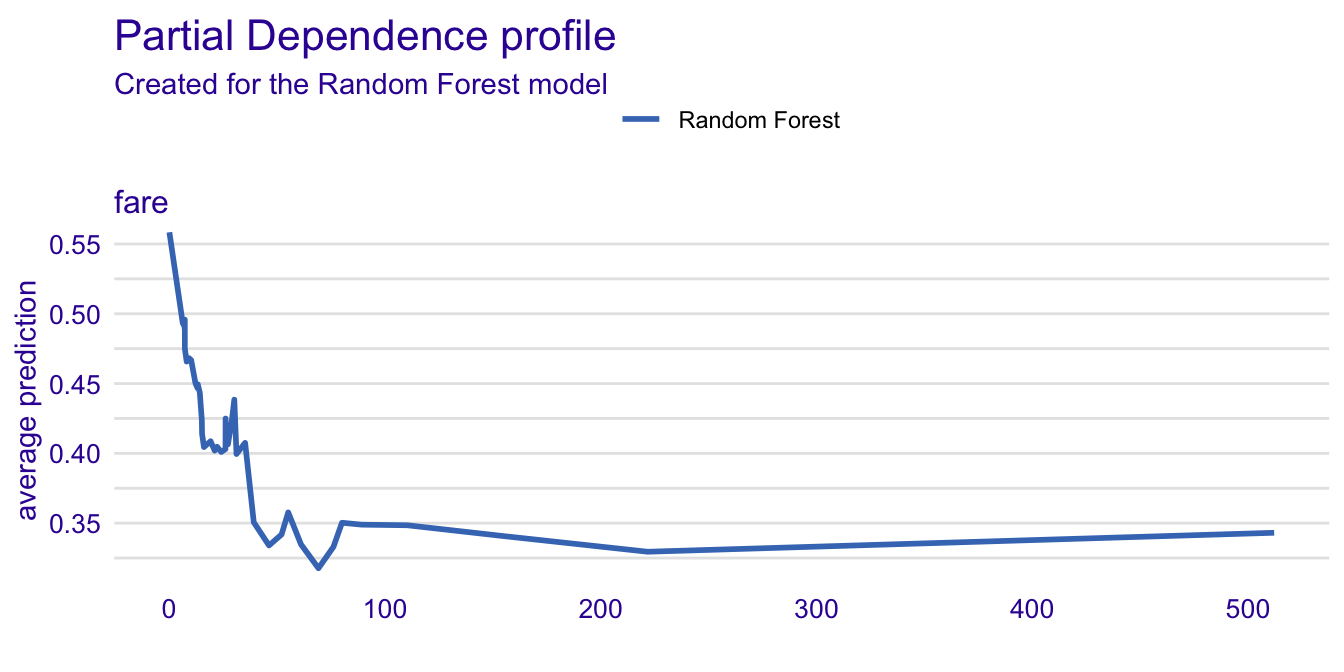 Partial Dependence profile
Created for the Random Forest model
Random Forest
fare
average prediction
0.55
0.50
0.45
0.40
0.35
0 100 200 300 400 500